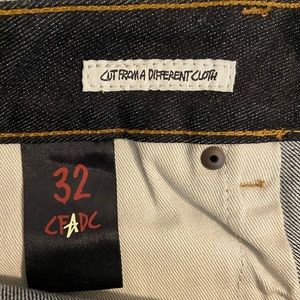 CUT FROM A DIFFERENT CLOTH
32
CFADC